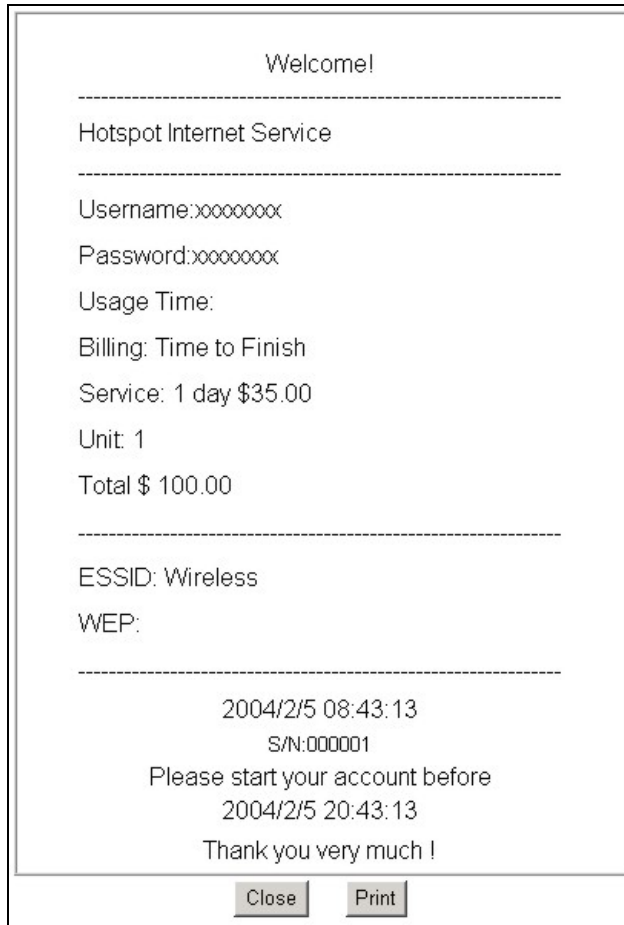 Welcome!
---------------------------------------------------------------
Hotspot Internet Service
---------------------------------------------------------------
Username:xxxxxxxx
Password:xxxxxxxx
Usage Time:
Billing: Time to Finish
Service: 1 day $35.00
Unit: 1
Total $ 100.00
---------------------------------------------------------------
ESSID: Wireless
WEP:
---------------------------------------------------------------
2004/2/5 08:43:13
S/N:000001
Please start your account before
2004/2/5 20:43:13
Thank you very much !
Close Print